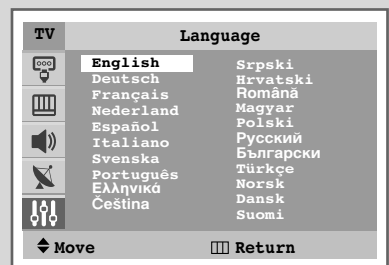 TV
Language
English
Deutsch
Français
Nederland
Español
Italiano
Svenska
Português
Ελληνικά
Čeština
Srpski
Hrvatski
Română
Magyar
Polski
Русский
Български
Türkçe
Norsk
Dansk
Suomi
Move
Return